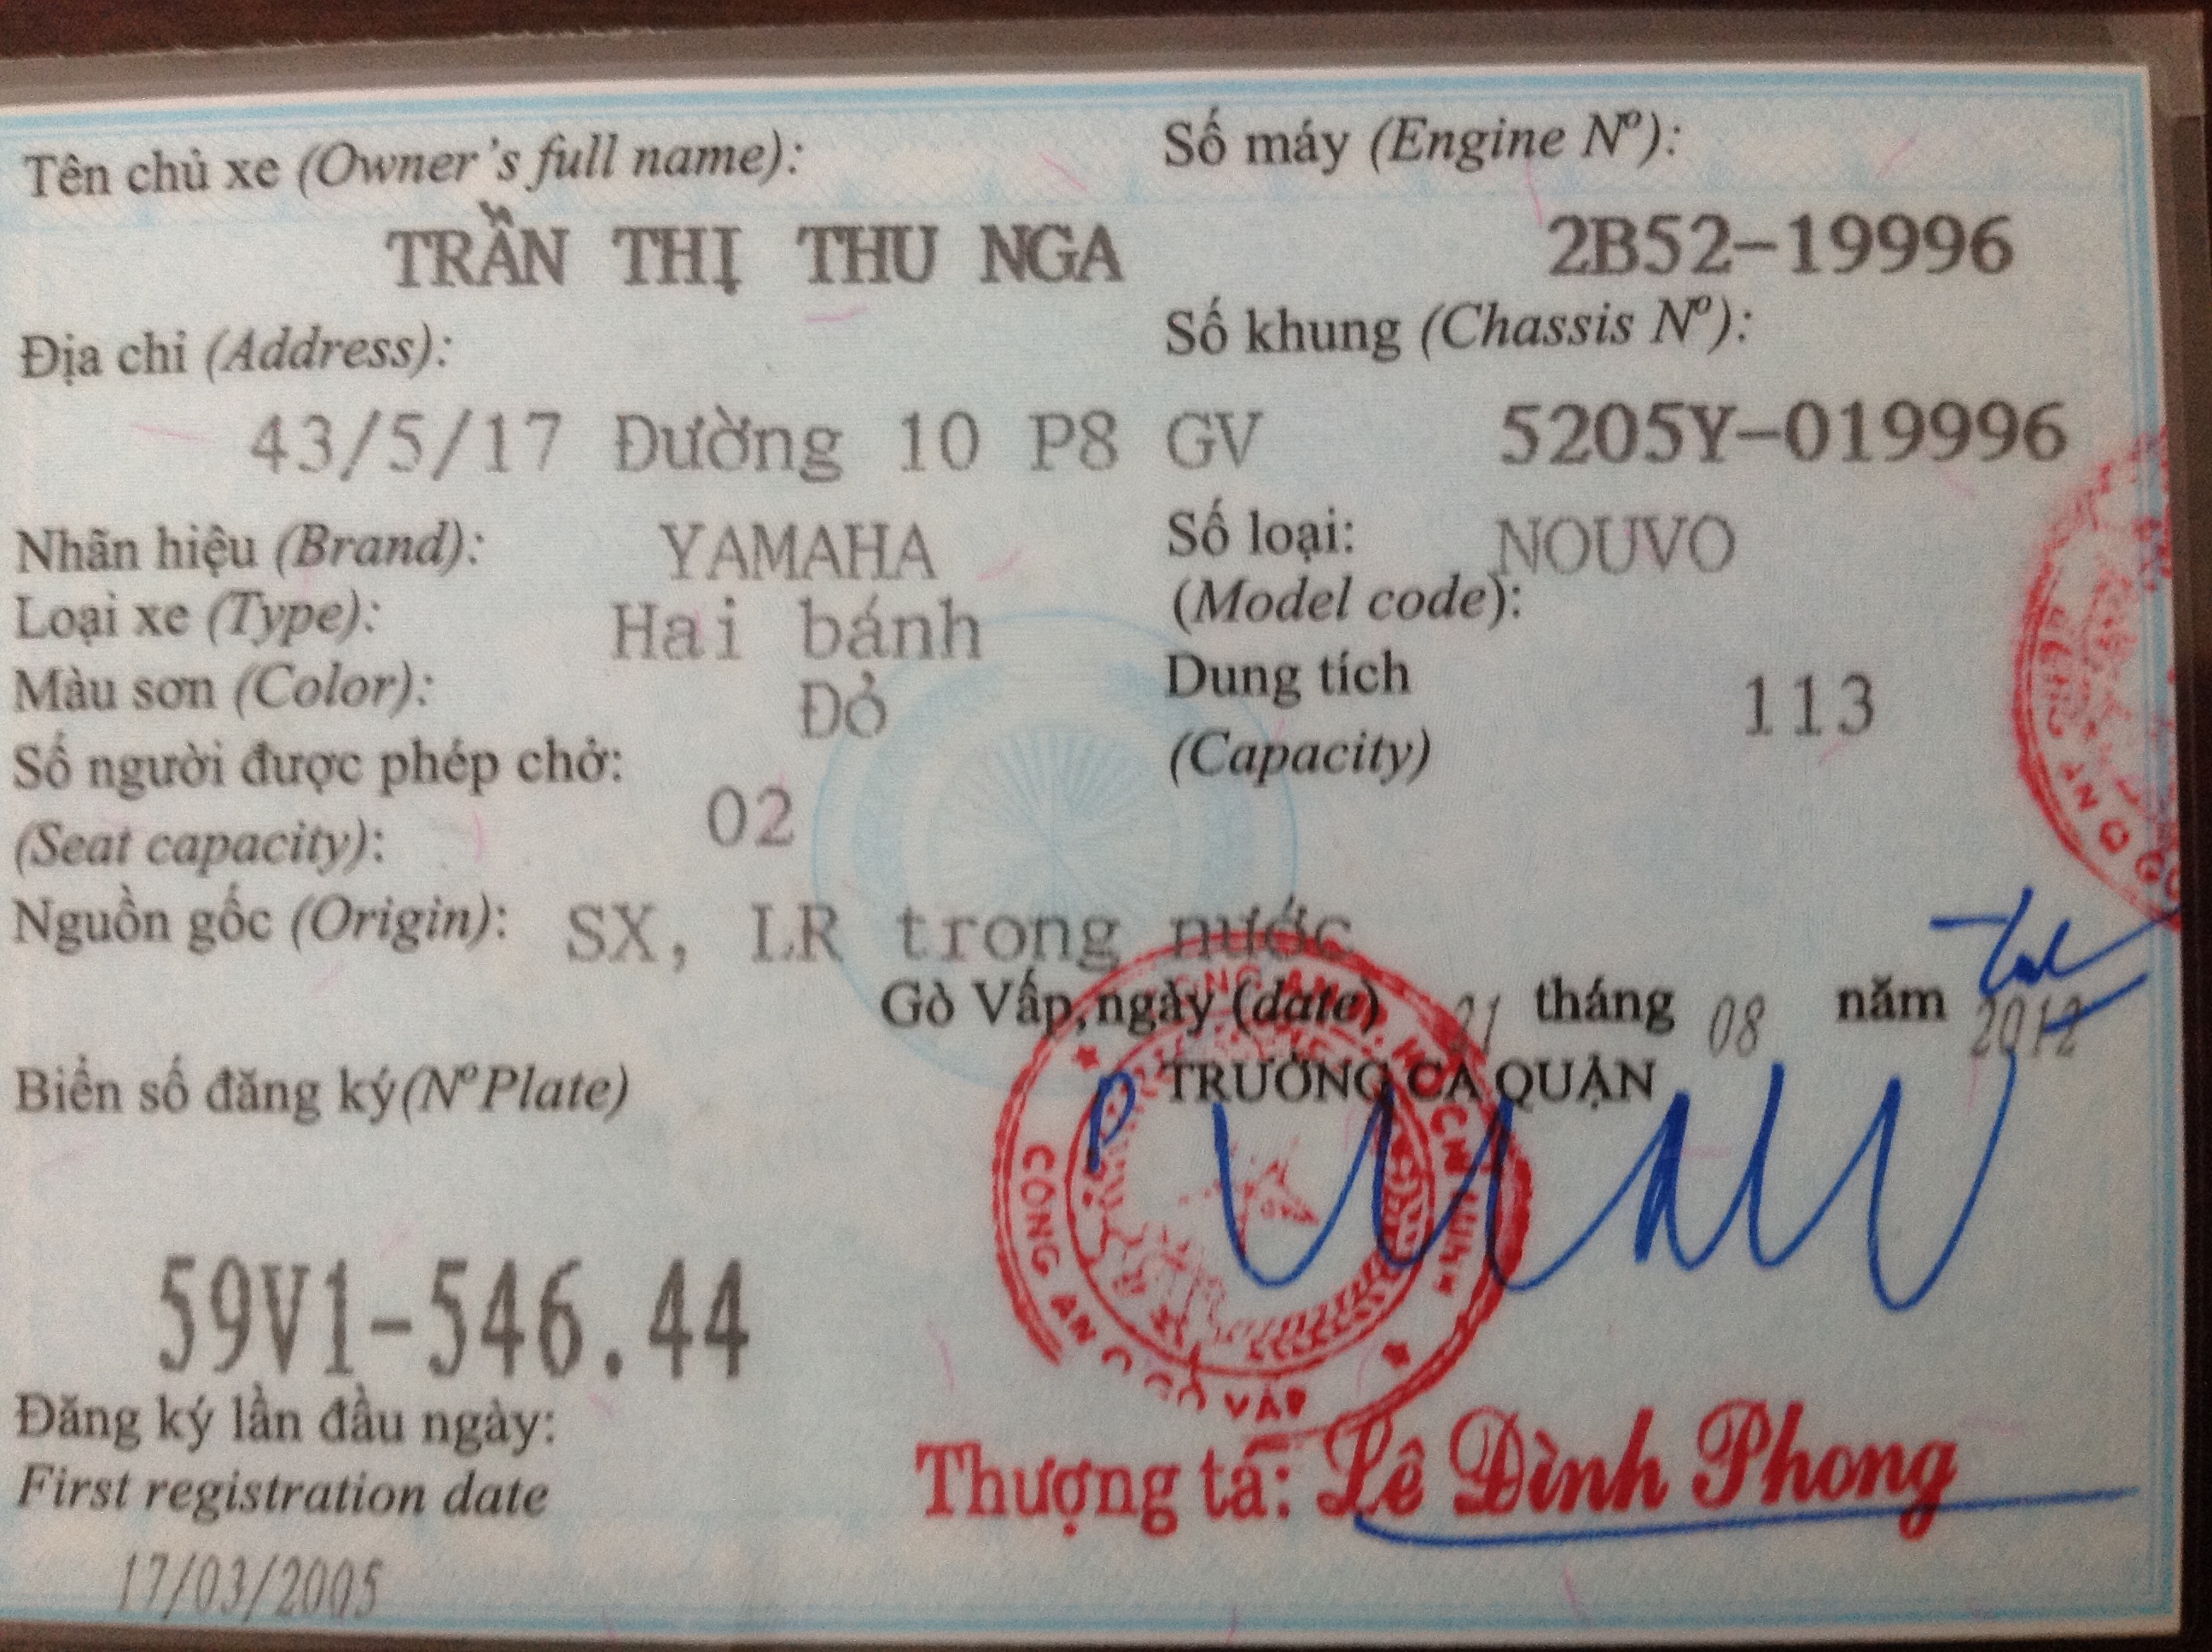 Tên chủ xe (Owner's full name):
TRẦN THỊ THU NGA
Số máy (Engine Nº):
2B52-19996
Địa chỉ (Address):
43/5/17 Đường 10 P8 GV
Số khung (Chassis Nº):
5205Y-019996
Nhãn hiệu (Brand): YAMAHA
Số loại: NOUVO
(Model code):
Loại xe (Type): Hai bánh
Màu sơn (Color): Đỏ
Dung tích 113
(Capacity)
Số người được phép chở:
(Seat capacity): 02
Nguồn gốc (Origin): SX, LR trong nước
Gò Vấp, ngày (date) 21 tháng 08 năm 2012
TRƯỞNG CA QUẬN
Biển số đăng ký (Nº Plate)
59V1-546.44
CÔNG AN
VẤP
Thượng tá: Lê Đình Phong
Đăng ký lần đầu ngày:
First registration date
17/03/2005